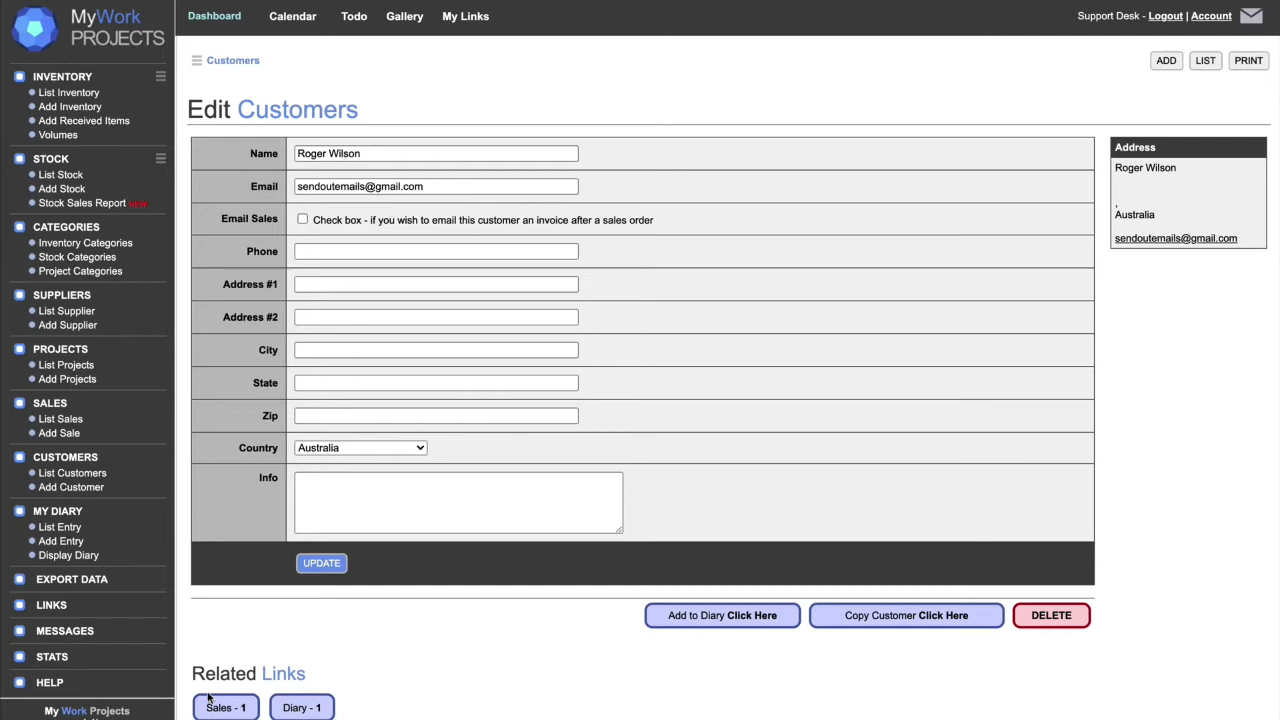 MyWork
PROJECTS
Dashboard
Calendar
Todo
Gallery
My Links
Support Desk - Logout | Account
INVENTORY
List Inventory
Add Inventory
Add Received Items
Volumes
STOCK
List Stock
Add Stock
Stock Sales Report NEW
CATEGORIES
Inventory Categories
Stock Categories
Project Categories
SUPPLIERS
List Supplier
Add Supplier
PROJECTS
List Projects
Add Projects
SALES
List Sales
Add Sale
CUSTOMERS
List Customers
Add Customer
MY DIARY
List Entry
Add Entry
Display Diary
EXPORT DATA
LINKS
MESSAGES
STATS
HELP
My Work Projects
Customers
ADD
LIST
PRINT
Edit Customers
Name
Roger Wilson
Email
sendoutemails@gmail.com
Email Sales
Check box - if you wish to email this customer an invoice after a sales order
Phone
Address #1
Address #2
City
State
Zip
Country
Australia
Info
UPDATE
Add to Diary Click Here
Copy Customer Click Here
DELETE
Related Links
Sales - 1
Diary - 1
Address
Roger Wilson
,
Australia
sendoutemails@gmail.com